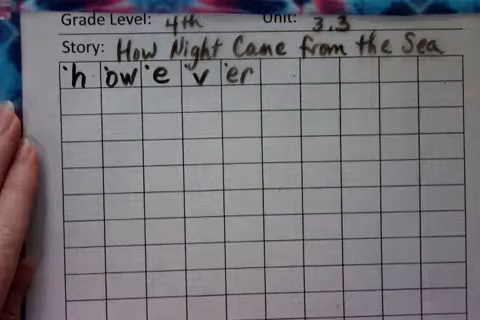 Grade Level: 4th Unit: 3.3
Story: How Night Came from the Sea
h ow e v er